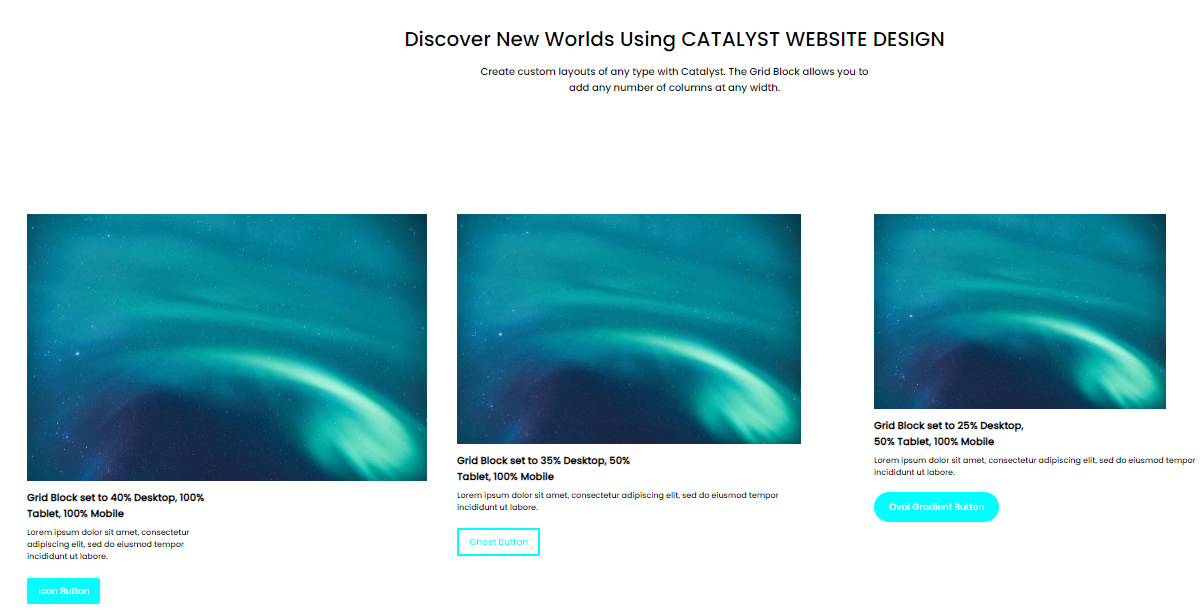 Discover New Worlds Using CATALYST WEBSITE DESIGN
Create custom layouts of any type with Catalyst. The Grid Block allows you to
add any number of columns at any width.
Grid Block set to 40% Desktop, 100%
Tablet, 100% Mobile
Lorem ipsum dolor sit amet, consectetur
adipiscing elit, sed do eiusmod tempor
incididunt ut labore.
Icon Button
Grid Block set to 35% Desktop, 50%
Tablet, 100% Mobile
Lorem ipsum dolor sit amet, consectetur adipiscing elit, sed do eiusmod tempor
incididunt ut labore.
Ghost Button
Grid Block set to 25% Desktop,
50% Tablet, 100% Mobile
Lorem ipsum dolor sit amet, consectetur adipiscing elit, sed do eiusmod tempor
incididunt ut labore.
Oval Gradient Button